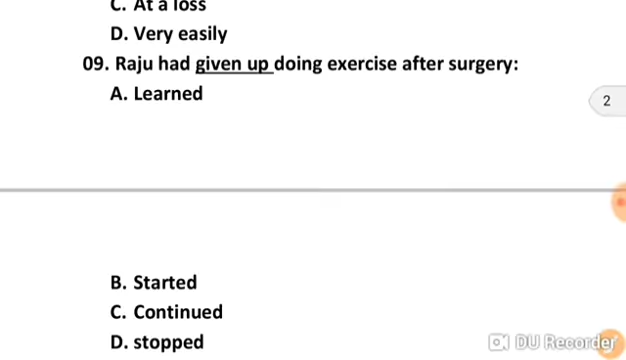 C. At a loss
D. Very easily
09. Raju had given up doing exercise after surgery:
A. Learned
2
B. Started
C. Continued
D. stopped
DU Recorder